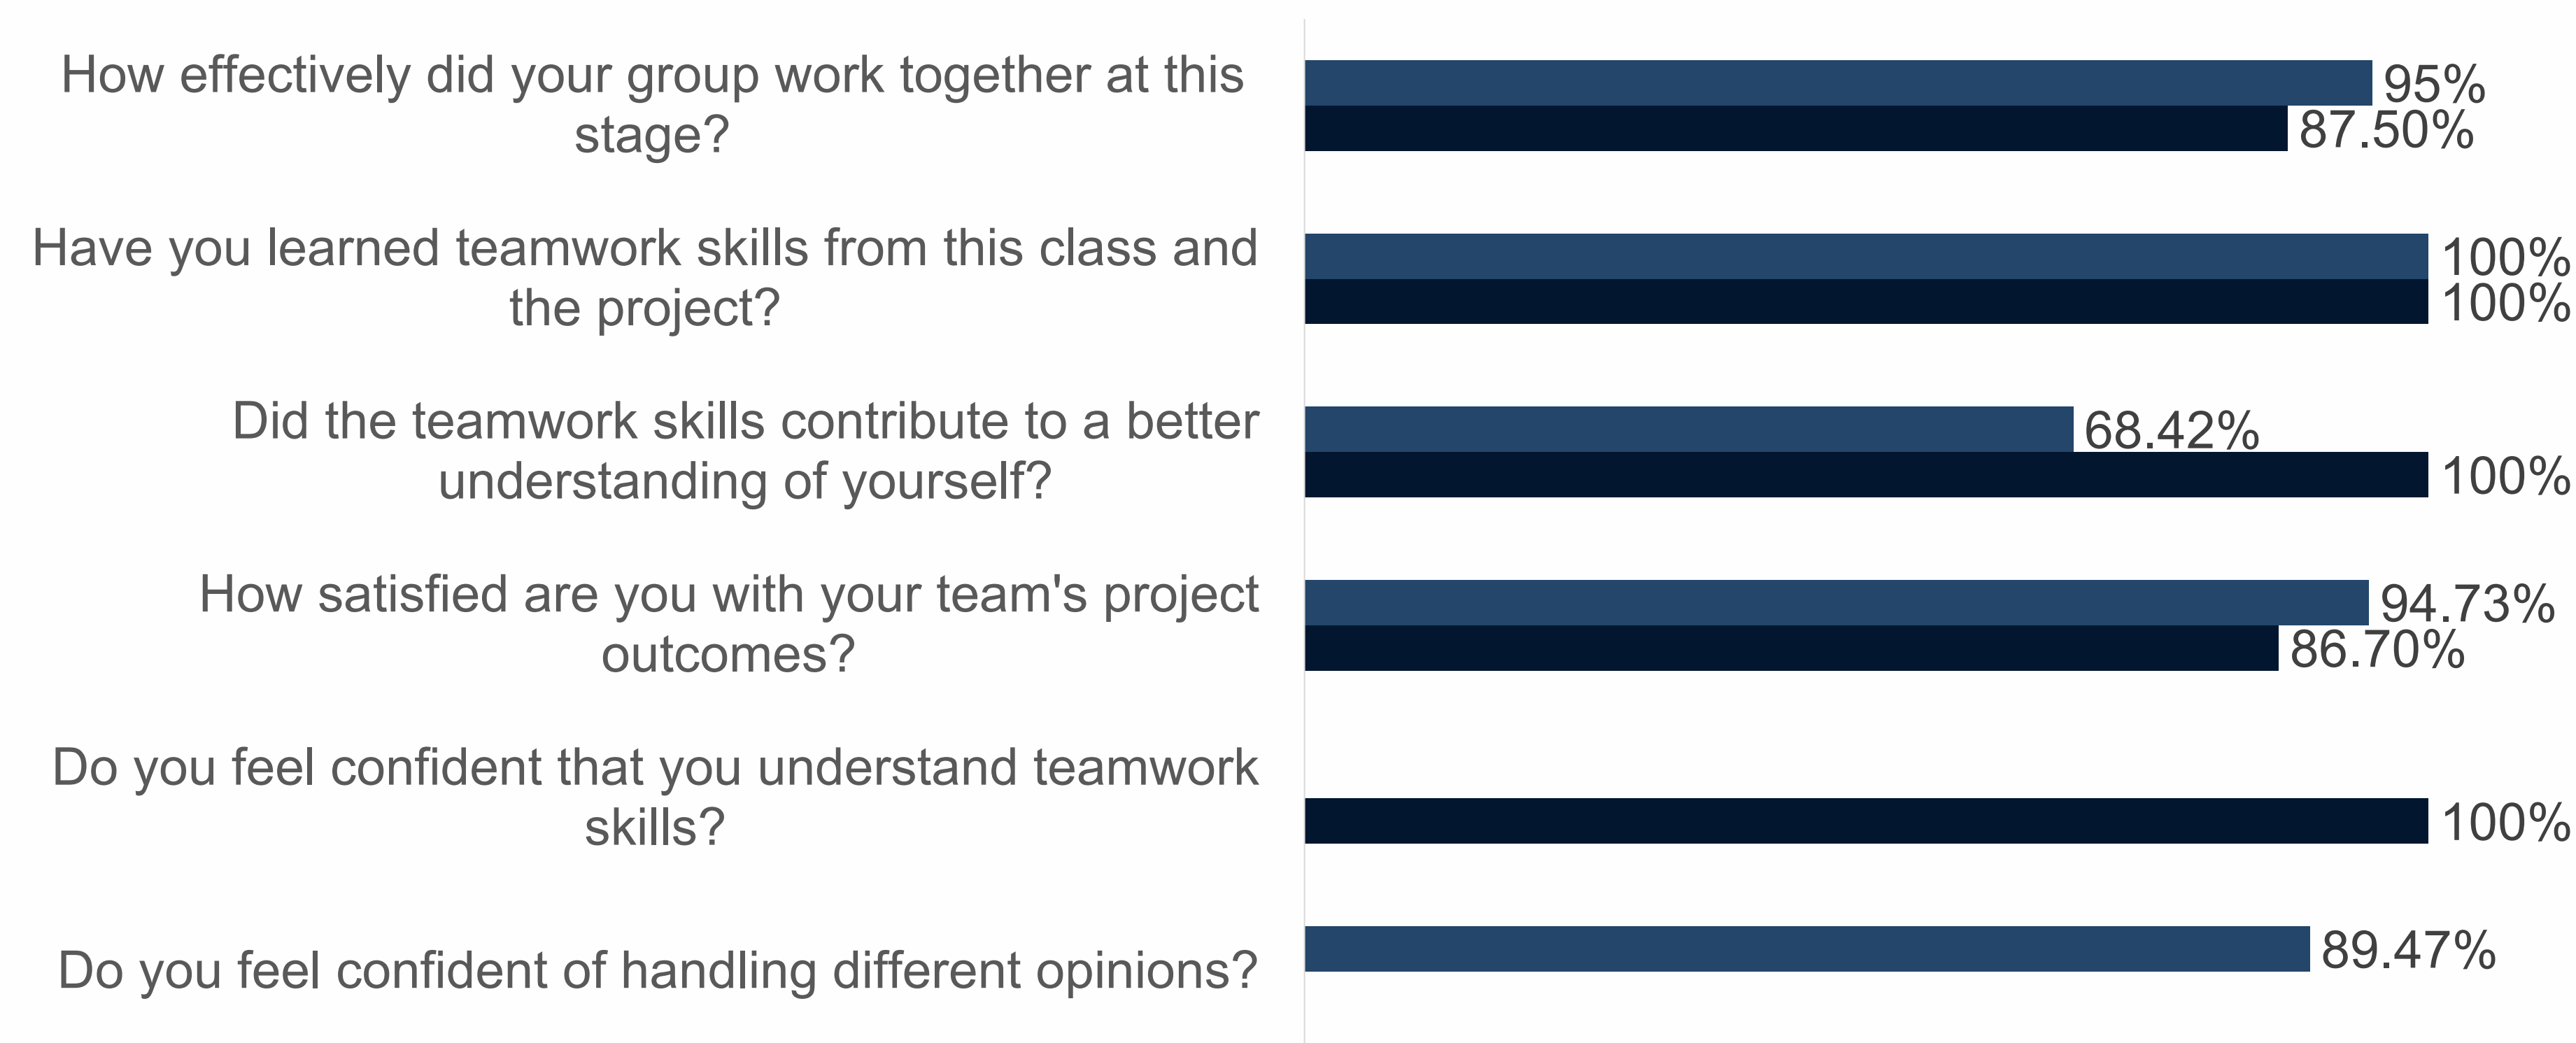 How effectively did your group work together at this
stage?
95%
87.50%
Have you learned teamwork skills from this class and
the project?
100%
100%
Did the teamwork skills contribute to a better
understanding of yourself?
68.42%
100%
How satisfied are you with your team's project
outcomes?
94.73%
86.70%
Do you feel confident that you understand teamwork
skills?
100%
Do you feel confident of handling different opinions?
89.47%